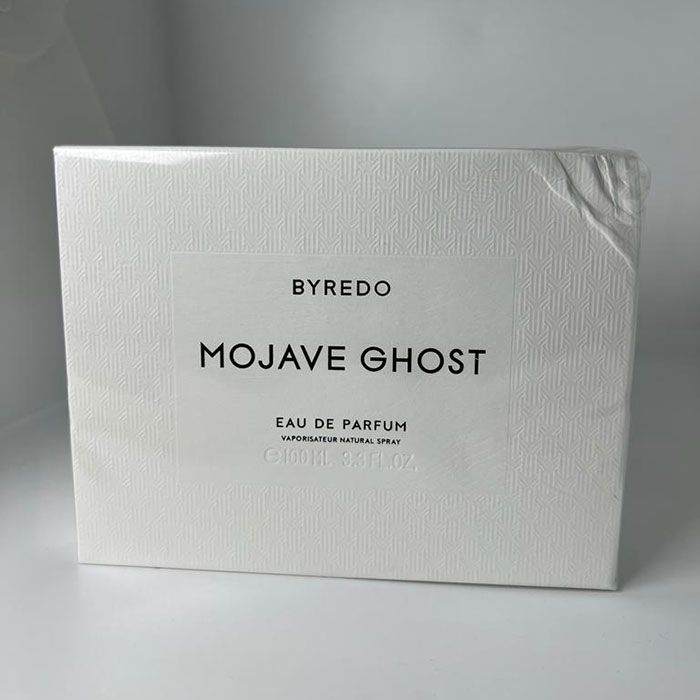 BYREDO
MOJAVE GHOST
EAU DE PARFUM
VAPORISATEUR NATURAL SPRAY
℮100 ML 3.3 FL.OZ.